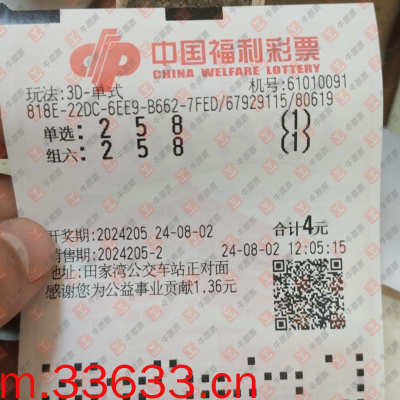 中国福利彩票
CHINA WELFARE LOTTERY
玩法:3D-单式 机号:61010091
818E-22DC-6EE9-B662-7FED/67929115/80619
单选: 2 5 8 (1)
组六: 2 5 8 (1)
开奖期:2024205 24-08-02 合计4元
销售期:2024205-2 24-08-02 12:05:15
地址:田家湾公交车站正对面
感谢您为公益事业贡献1.36元
m.33633.cn